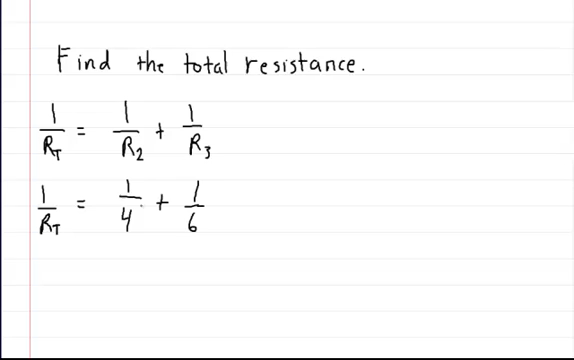 Find the total resistance.
1/R_T = 1/R_2 + 1/R_3
1/R_T = 1/4 + 1/6